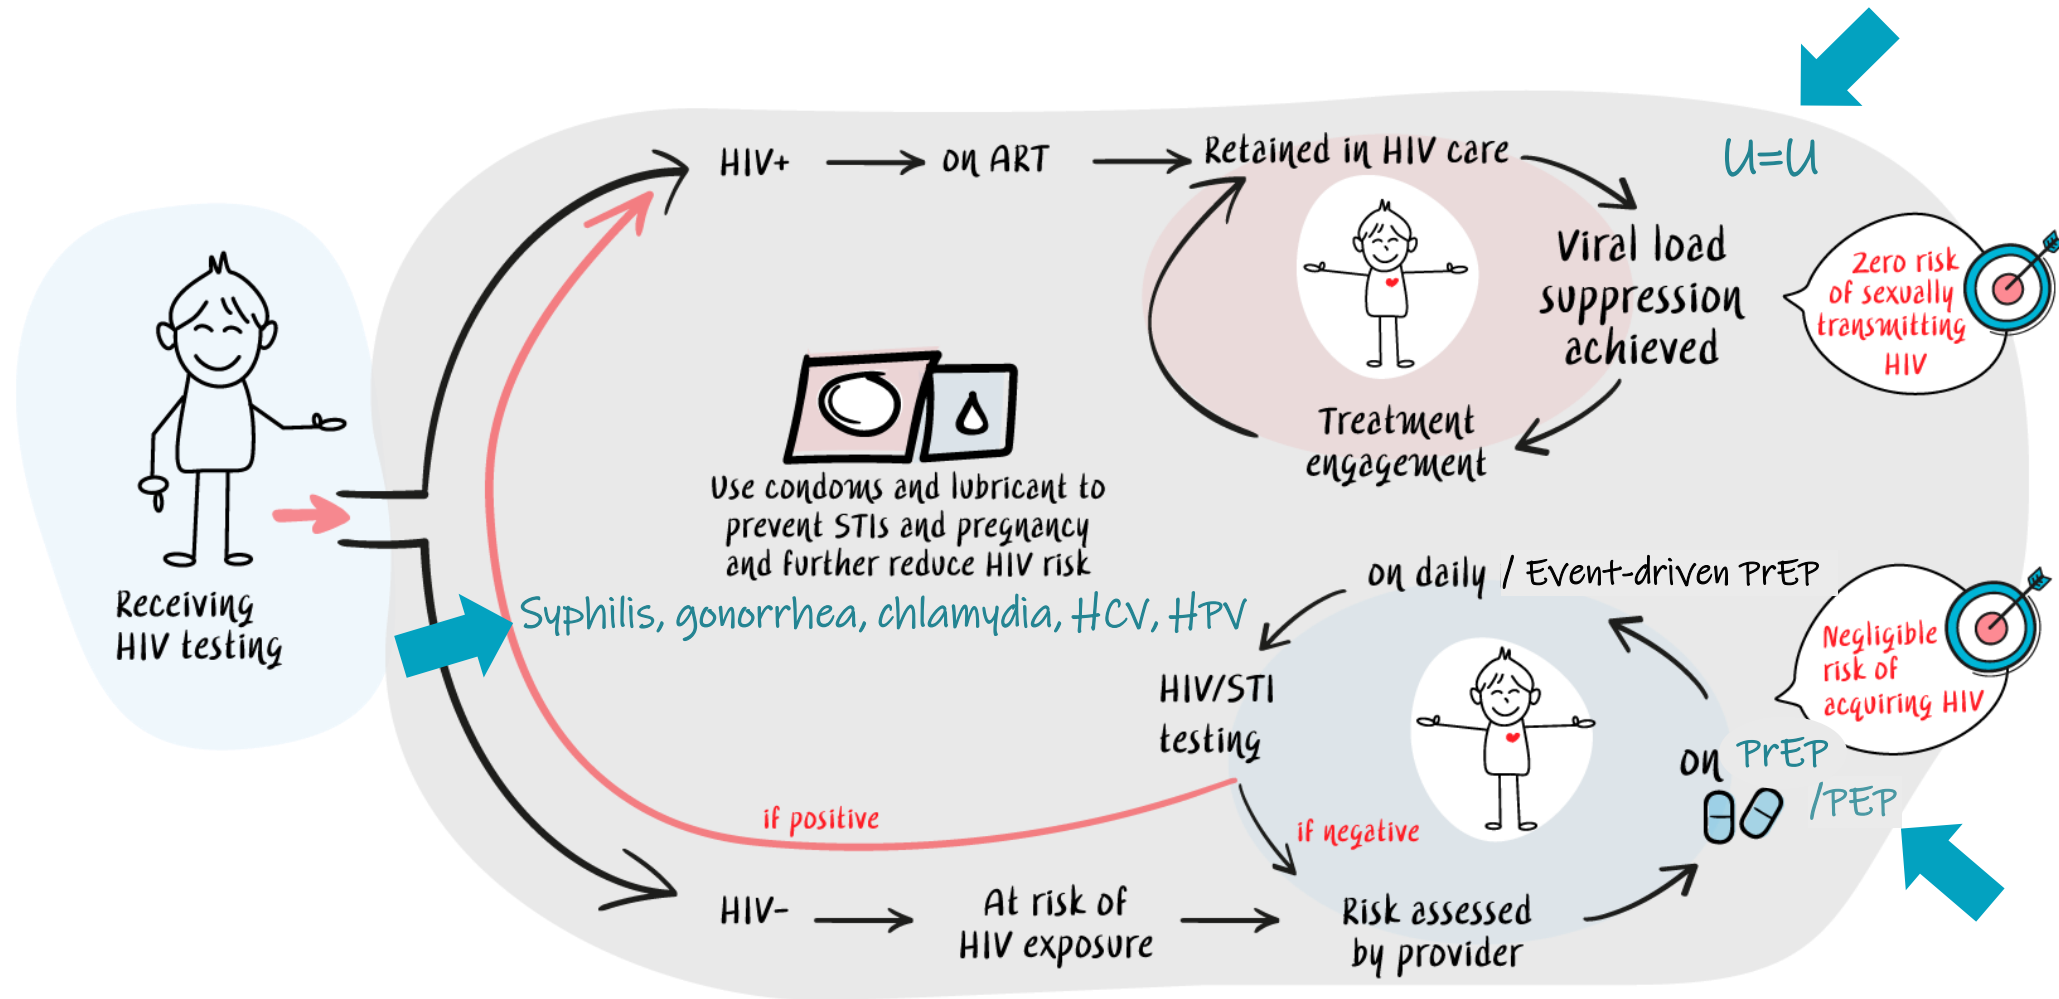 Receiving
HIV testing
HIV+
on ART
Retained in HIV care
Viral load
suppression
achieved
Treatment
engagement
U=U
Zero risk
of sexually
transmitting
HIV
Use condoms and lubricant to
prevent STIs and pregnancy
and further reduce HIV risk
Syphilis, gonorrhea, chlamydia, HCV, HPV
HIV-
At risk of
HIV exposure
Risk assessed
by provider
on PrEP
/PEP
Negligible
risk of
acquiring HIV
on daily / Event-driven PrEP
HIV/STI
testing
if positive
if negative